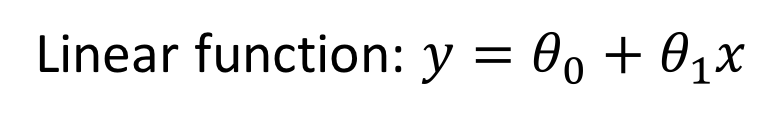 Linear function: y = θ₀ + θ₁x